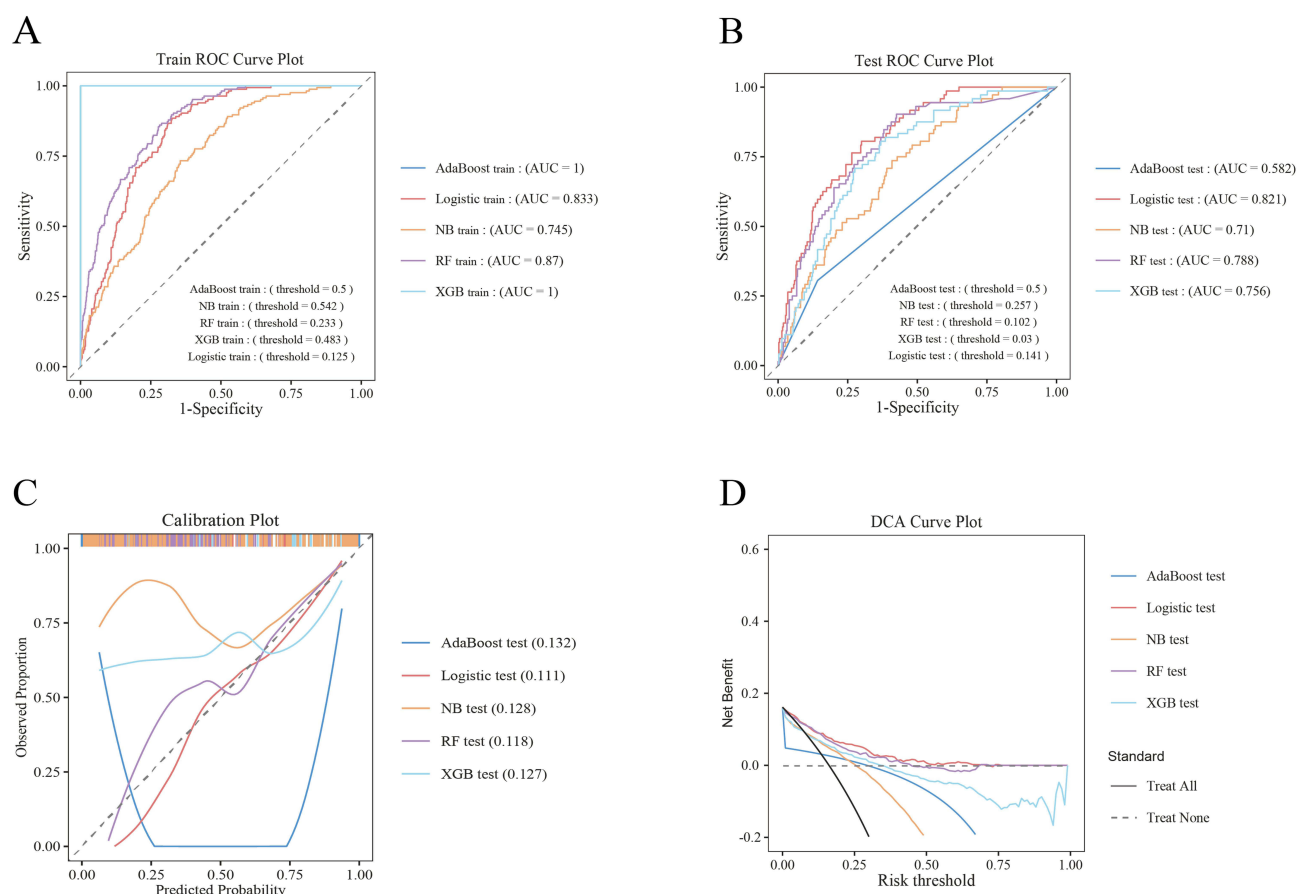 A
Train ROC Curve Plot
1.00
0.75
0.50
0.25
0.00
Sensitivity
0.00
0.25
0.50
0.75
1.00
1-Specificity
AdaBoost train : ( threshold = 0.5 )
NB train : ( threshold = 0.542 )
RF train : ( threshold = 0.233 )
XGB train : ( threshold = 0.483 )
Logistic train : ( threshold = 0.125 )
AdaBoost train : (AUC = 1)
Logistic train : (AUC = 0.833)
NB train : (AUC = 0.745)
RF train : (AUC = 0.87)
XGB train : (AUC = 1)
B
Test ROC Curve Plot
1.00
0.75
0.50
0.25
0.00
Sensitivity
0.00
0.25
0.50
0.75
1.00
1-Specificity
AdaBoost test : ( threshold = 0.5 )
NB test : ( threshold = 0.257 )
RF test : ( threshold = 0.102 )
XGB test : ( threshold = 0.03 )
Logistic test : ( threshold = 0.141 )
AdaBoost test : (AUC = 0.582)
Logistic test : (AUC = 0.821)
NB test : (AUC = 0.71)
RF test : (AUC = 0.788)
XGB test : (AUC = 0.756)
C
Calibration Plot
1.00
0.75
0.50
0.25
0.00
Observed Proportion
0.00
0.25
0.50
0.75
1.00
Predicted Probability
AdaBoost test (0.132)
Logistic test (0.111)
NB test (0.128)
RF test (0.118)
XGB test (0.127)
D
DCA Curve Plot
0.6
0.4
0.2
0.0
-0.2
Net Benefit
0.00
0.25
0.50
0.75
1.00
Risk threshold
AdaBoost test
Logistic test
NB test
RF test
XGB test
Standard
Treat All
Treat None